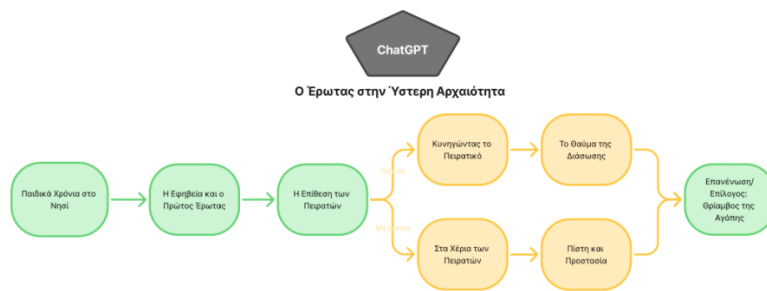 ChatGPT
Ο Έρωτας στην Ύστερη Αρχαιότητα
Παιδικά Χρόνια στο
Νησί
Η Εφηβεία και ο
Πρώτος Έρωτας
Η Επίθεση των
Πειρατών
Κυνηγώντας το
Πειρατικό
Το Θαύμα της
Διάσωσης
Στα Χέρια των
Πειρατών
Πίστη και
Προστασία
Επανένωση/
Επίλογος:
Θρίαμβος της
Αγάπης